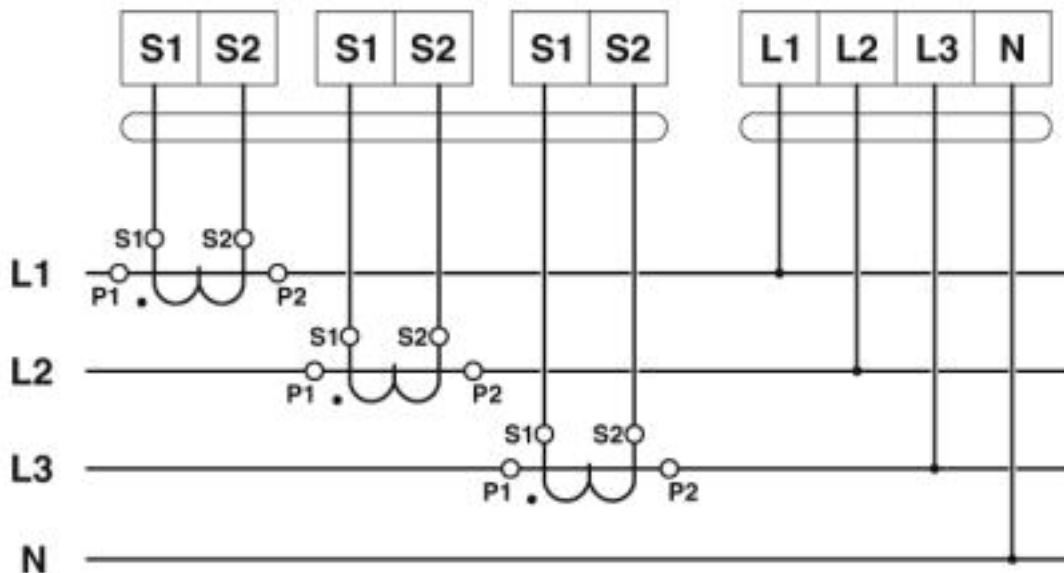 S1 S2 S1 S2 S1 S2 L1 L2 L3 N
S1 S2
L1
P1 P2
S1 S2
L2
P1 P2
S1 S2
L3
P1 P2
N